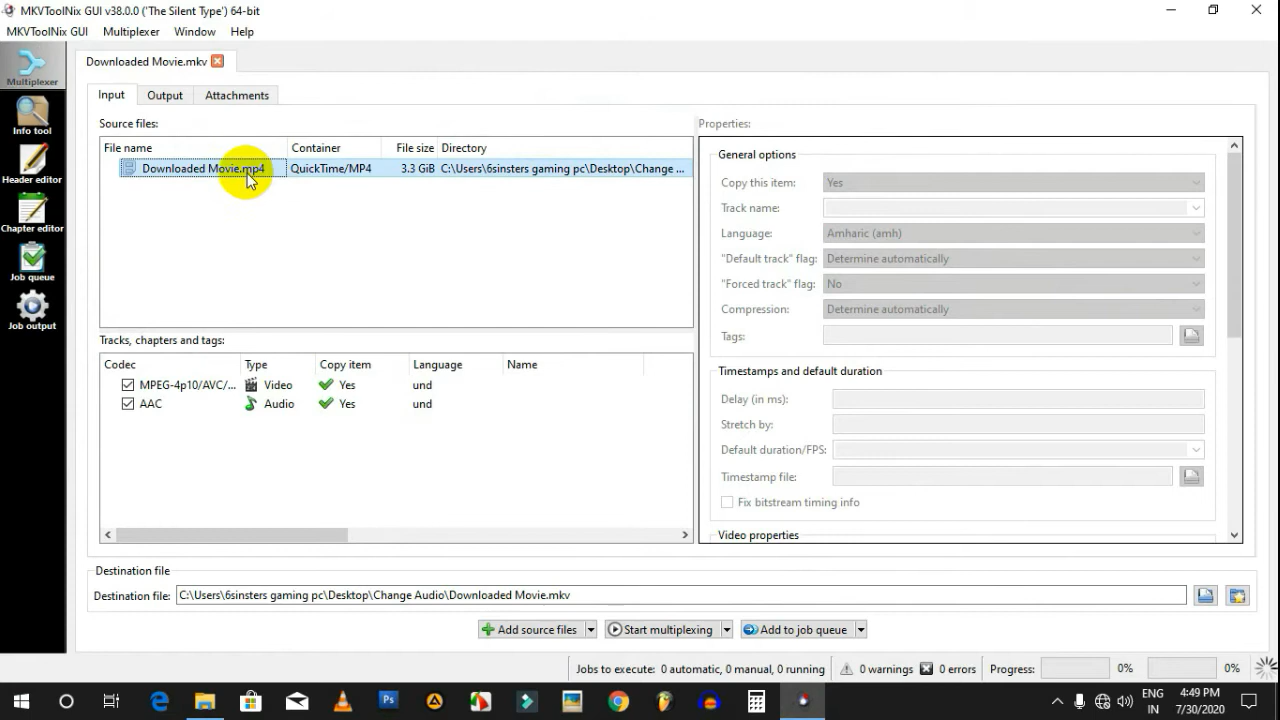 MKVToolNix GUI v38.0.0 ('The Silent Type') 64-bit
MKVToolNix GUI Multiplexer Window Help
Multiplexer
Info tool
Header editor
Chapter editor
Job queue
Job output
Downloaded Movie.mkv
Input Output Attachments
Source files:
File name Container File size Directory
Downloaded Movie.mp4 QuickTime/MP4 3.3 GiB C:\Users\6sinsters gaming pc\Desktop\Change ...
Tracks, chapters and tags:
Codec Type Copy item Language Name
MPEG-4p10/AVC/... Video Yes und
AAC Audio Yes und
Properties:
General options
Copy this item: Yes
Track name:
Language: Amharic (amh)
"Default track" flag: Determine automatically
"Forced track" flag: No
Compression: Determine automatically
Tags:
Timestamps and default duration
Delay (in ms):
Stretch by:
Default duration/FPS:
Timestamp file:
Fix bitstream timing info
Video properties
Destination file
Destination file: C:\Users\6sinsters gaming pc\Desktop\Change Audio\Downloaded Movie.mkv
Add source files Start multiplexing Add to job queue
Jobs to execute: 0 automatic, 0 manual, 0 running 0 warnings 0 errors Progress: 0% 0%
Ps
ENG
IN
4:49 PM
7/30/2020